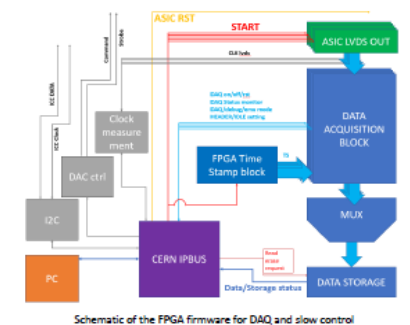 ASIC RST
START
ASIC LVDS OUT
CLK lvds
Command
Strobe
I2C DATA
I2C Clock
DAQ on/off/rst
DAQ Status monitor
DAQ/debug/area mode
HEADER/IDLE setting
Clock
measure
ment
DATA
ACQUISITION
BLOCK
FPGA Time
Stamp block
TS
DAC ctrl
I2C
MUX
PC
CERN IPBUS
Read
request
DATA STORAGE
Data/Storage status
Schematic of the FPGA firmware for DAQ and slow control